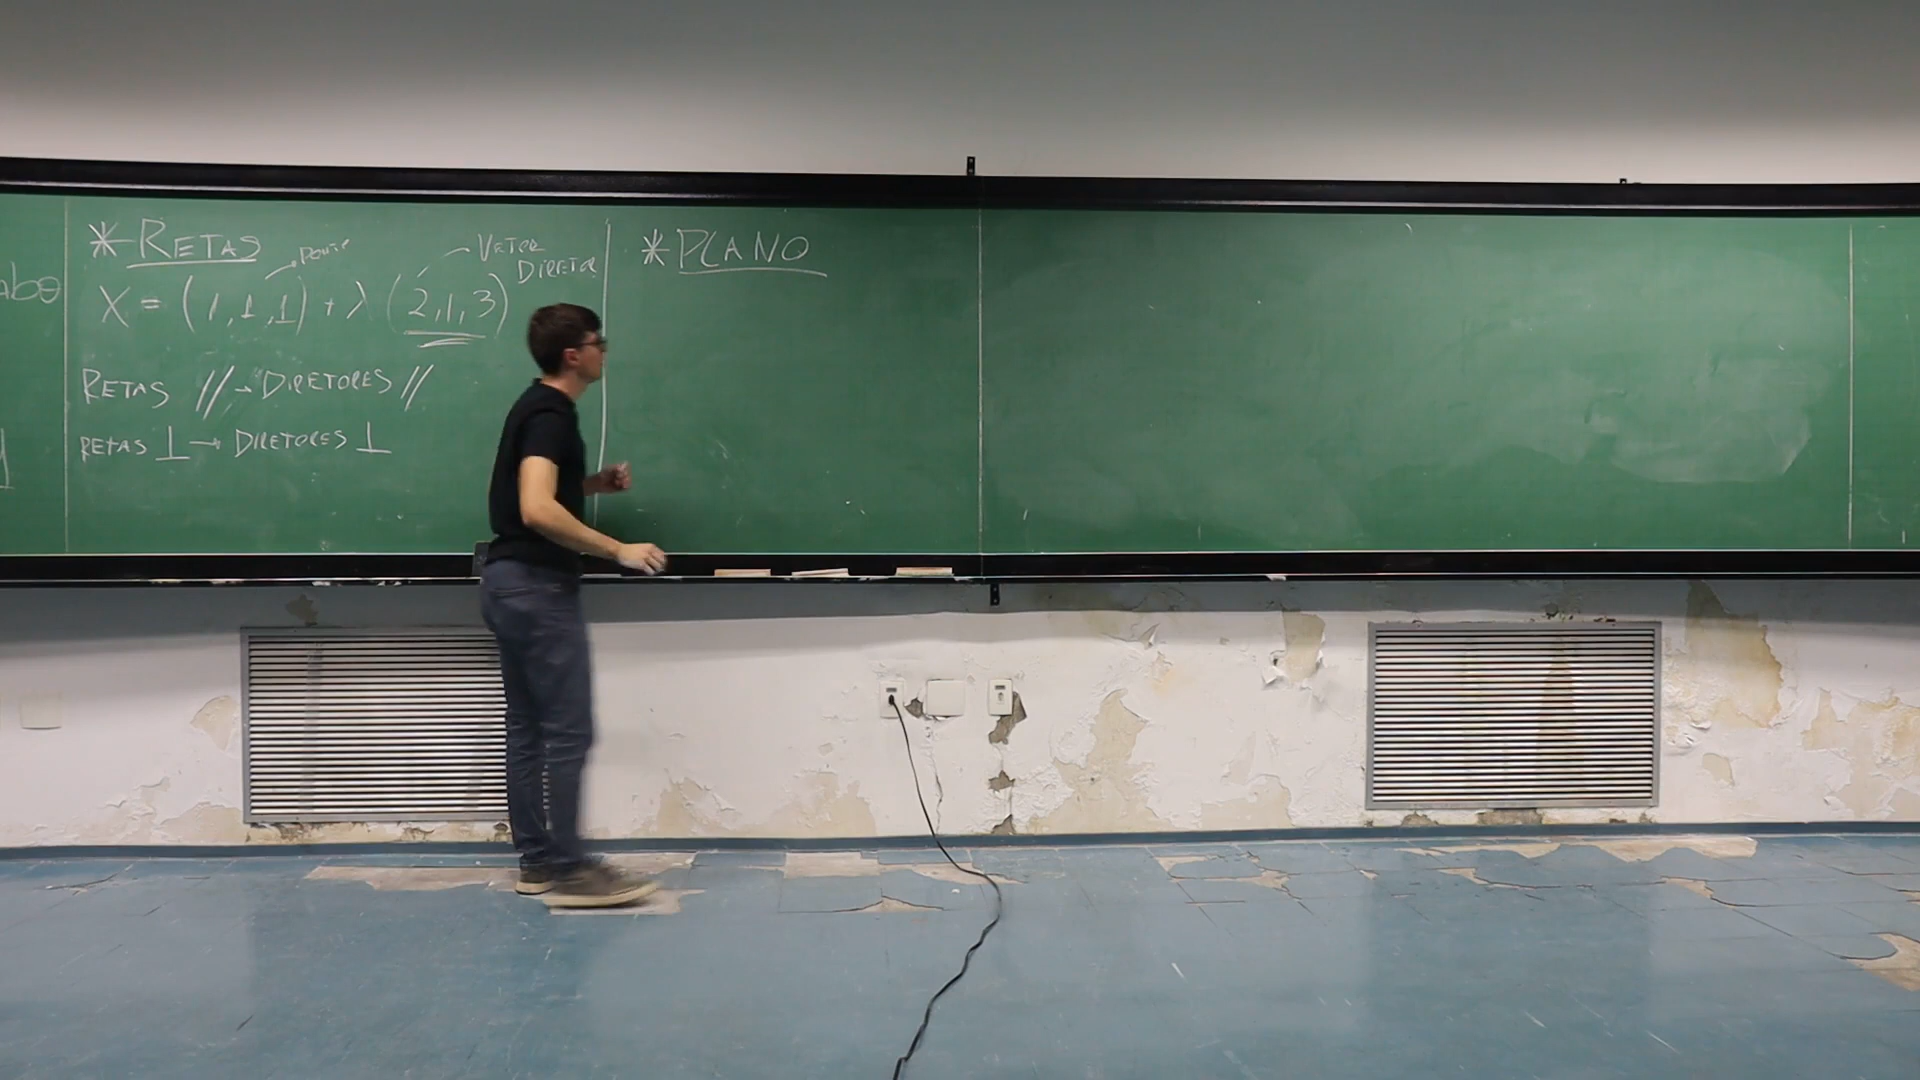 * RETAS
PONTO
VETOR
DIRETOR
X = (1,1,1) + λ (2,1,3)
RETAS // → DIRETORES //
RETAS ⊥ → DIRETORES ⊥
* PLANO